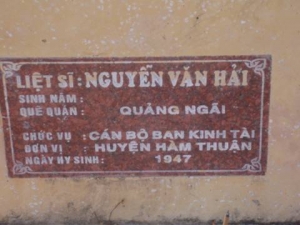 LIỆT SĨ : NGUYỄN VĂN HẢI
SINH NĂM :
QUÊ QUÁN : QUẢNG NGÃI
CHỨC VỤ : CÁN BỘ BAN KINH TÀI
ĐƠN VỊ : HUYỆN HÀM THUẬN
NGÀY HY SINH : 1947